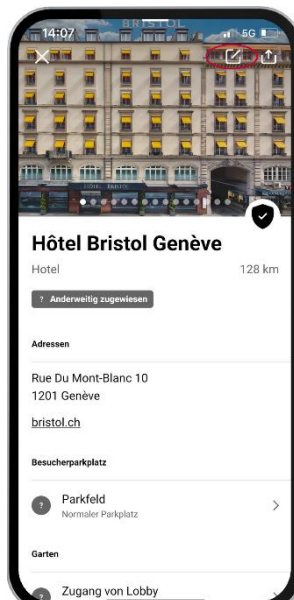 BRISTOL
14:07
5G
Hôtel Bristol Genève
Hotel
128 km
? Anderweitig zugewiesen
Adressen
Rue Du Mont-Blanc 10
1201 Genève
bristol.ch
Besucherparkplatz
? Parkfeld
Normaler Parkplatz
Garten
? Zugang von Lobby